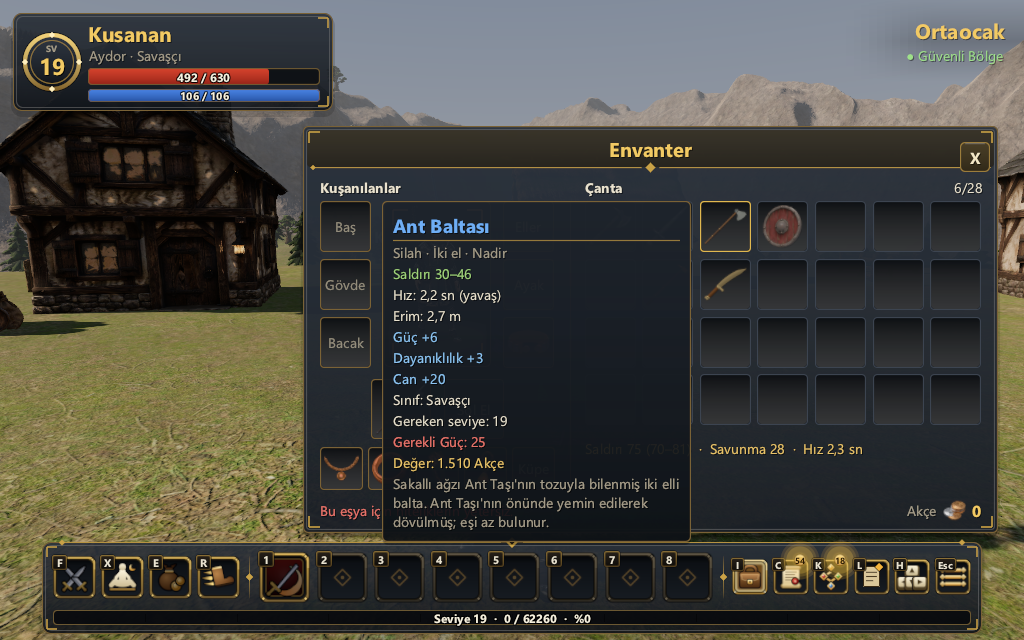 Kusanan
SV
19
Aydor · Savaşçı
492 / 630
106 / 106
Ortaocak
Güvenli Bölge
Envanter
X
Kuşanılanlar
Çanta
6/28
Baş
Gövde
Bacak
Ant Baltası
Silah · İki el · Nadir
Saldırı 30–46
Hız: 2,2 sn (yavaş)
Erim: 2,7 m
Güç +6
Dayanıklılık +3
Can +20
Sınıf: Savaşçı
Gereken seviye: 19
Gerekli Güç: 25
Değer: 1.510 Akçe
Sakallı ağzı Ant Taşı'nın tozuyla bilenmiş iki elli
balta. Ant Taşı'nın önünde yemin edilerek
dövülmüş; eşi az bulunur.
Saldırı 75 (70–81) · Savunma 28 · Hız 2,3 sn
Bu eşya iç
Akçe 0
F X E R 1 2 3 4 5 6 7 8 I C 54 K 18 L H Esc
Seviye 19 · 0 / 62260 · %0